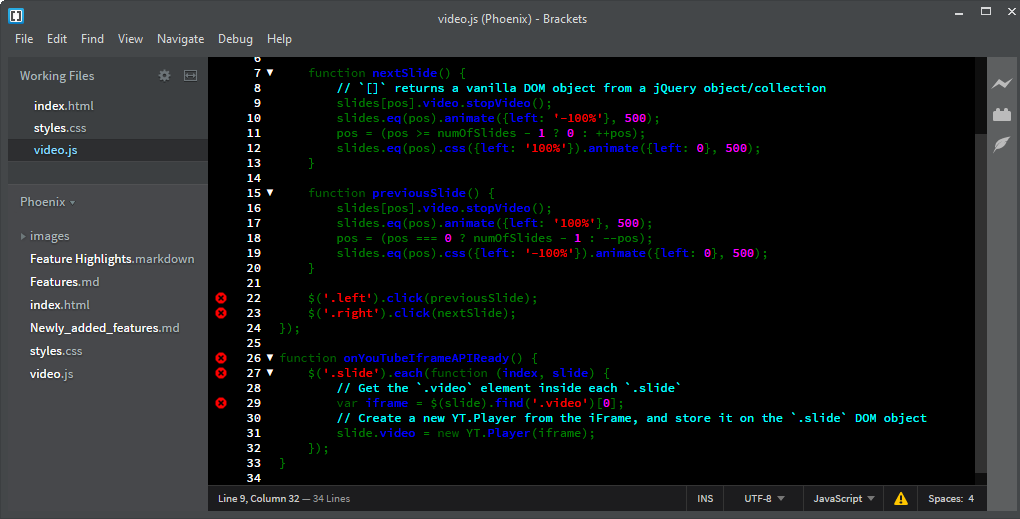 video.js (Phoenix) - Brackets
File Edit Find View Navigate Debug Help
Working Files
index.html
styles.css
video.js
Phoenix
images
Feature Highlights.markdown
Features.md
index.html
Newly_added_features.md
styles.css
video.js
6
7 function nextSlide() {
8 // `[]` returns a vanilla DOM object from a jQuery object/collection
9 slides[pos].video.stopVideo();
10 slides.eq(pos).animate({left: '-100%'}, 500);
11 pos = (pos >= numOfSlides - 1 ? 0 : ++pos);
12 slides.eq(pos).css({left: '100%'}).animate({left: 0}, 500);
13 }
14
15 function previousSlide() {
16 slides[pos].video.stopVideo();
17 slides.eq(pos).animate({left: '100%'}, 500);
18 pos = (pos === 0 ? numOfSlides - 1 : --pos);
19 slides.eq(pos).css({left: '-100%'}).animate({left: 0}, 500);
20 }
21
22 $('.left').click(previousSlide);
23 $('.right').click(nextSlide);
24 });
25
26 function onYouTubeIframeAPIReady() {
27 $('.slide').each(function (index, slide) {
28 // Get the `.video` element inside each `.slide`
29 var iframe = $(slide).find('.video')[0];
30 // Create a new YT.Player from the iFrame, and store it on the `.slide` DOM object
31 slide.video = new YT.Player(iframe);
32 });
33 }
34
Line 9, Column 32 — 34 Lines INS UTF-8 JavaScript Spaces: 4